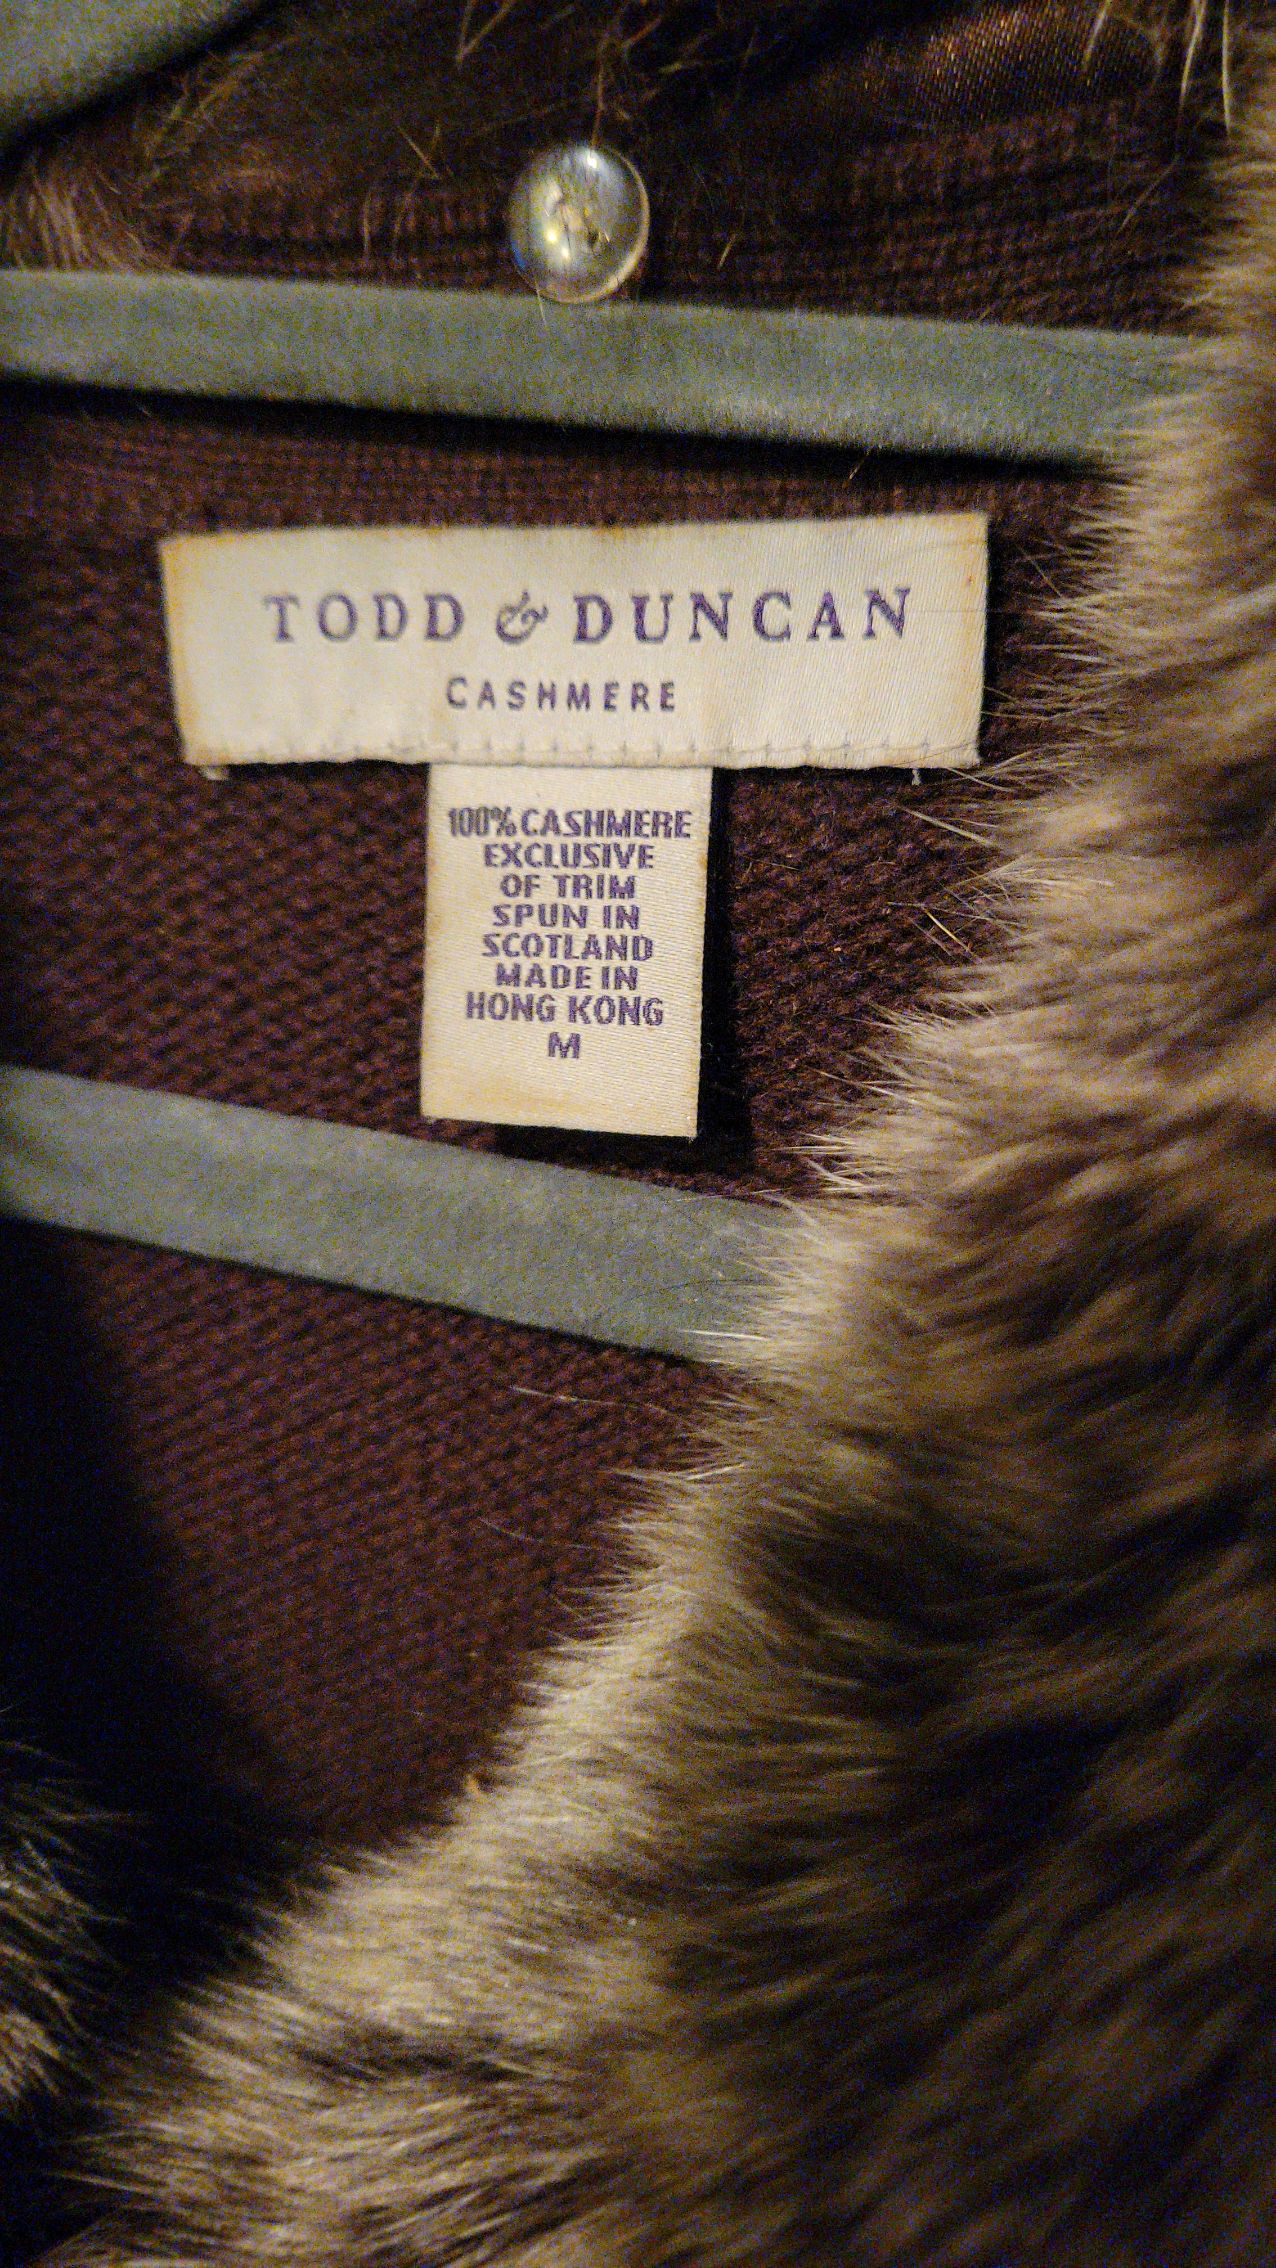 TODD & DUNCAN
CASHMERE
100% CASHMERE
EXCLUSIVE
OF TRIM
SPUN IN
SCOTLAND
MADE IN
HONG KONG
M